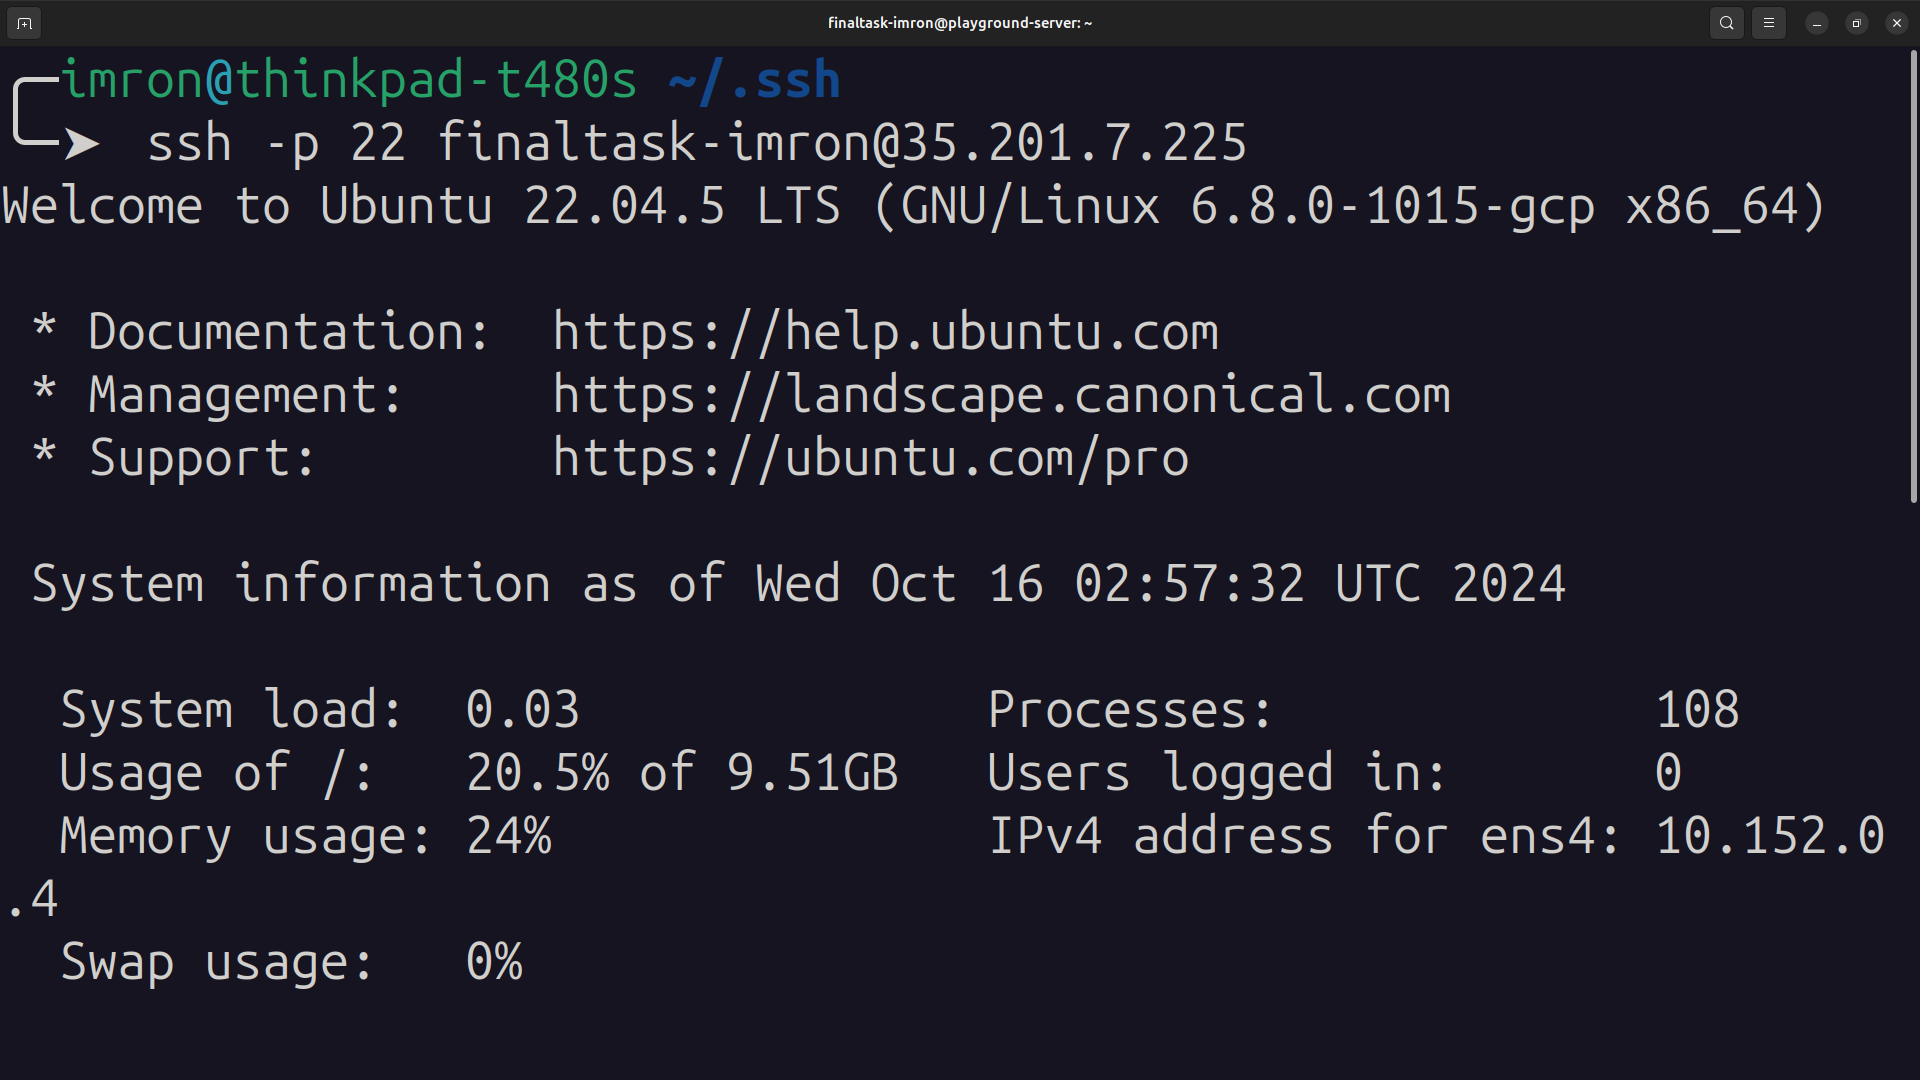 finaltask-imron@playground-server: ~
imron@thinkpad-t480s ~/.ssh
➤ ssh -p 22 finaltask-imron@35.201.7.225
Welcome to Ubuntu 22.04.5 LTS (GNU/Linux 6.8.0-1015-gcp x86_64)
* Documentation: https://help.ubuntu.com
* Management: https://landscape.canonical.com
* Support: https://ubuntu.com/pro
System information as of Wed Oct 16 02:57:32 UTC 2024
System load: 0.03 Processes: 108
Usage of /: 20.5% of 9.51GB Users logged in: 0
Memory usage: 24% IPv4 address for ens4: 10.152.0
.4
Swap usage: 0%